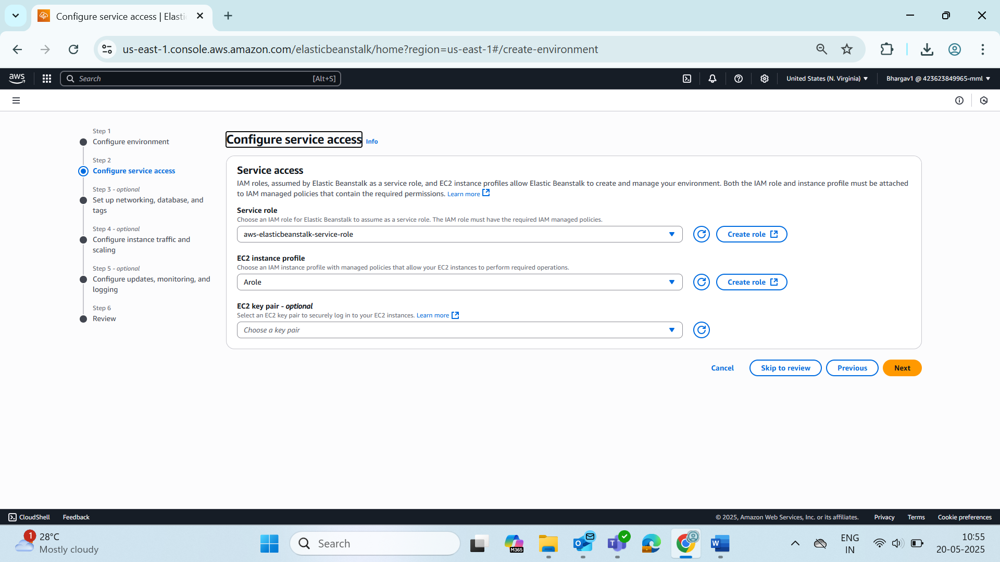 Configure service access | Elasti
us-east-1.console.aws.amazon.com/elasticbeanstalk/home?region=us-east-1#/create-environment
aws
Search [Alt+S]
United States (N. Virginia)
Bhargav1 @ 423623849965-mml
Step 1
Configure environment
Step 2
Configure service access
Step 3 - optional
Set up networking, database, and
tags
Step 4 - optional
Configure instance traffic and
scaling
Step 5 - optional
Configure updates, monitoring, and
logging
Step 6
Review
Configure service access Info
Service access
IAM roles, assumed by Elastic Beanstalk as a service role, and EC2 instance profiles allow Elastic Beanstalk to create and manage your environment. Both the IAM role and instance profile must be attached
to IAM managed policies that contain the required permissions. Learn more
Service role
Choose an IAM role for Elastic Beanstalk to assume as a service role. The IAM role must have the required IAM managed policies.
aws-elasticbeanstalk-service-role
Create role
EC2 instance profile
Choose an IAM instance profile with managed policies that allow your EC2 instances to perform required operations.
Arole
Create role
EC2 key pair - optional
Select an EC2 key pair to securely log in to your EC2 instances. Learn more
Choose a key pair
Cancel
Skip to review
Previous
Next
CloudShell
Feedback
© 2025, Amazon Web Services, Inc. or its affiliates.
Privacy
Terms
Cookie preferences
1
28°C
Mostly cloudy
Search
M365
ENG
IN
10:55
20-05-2025